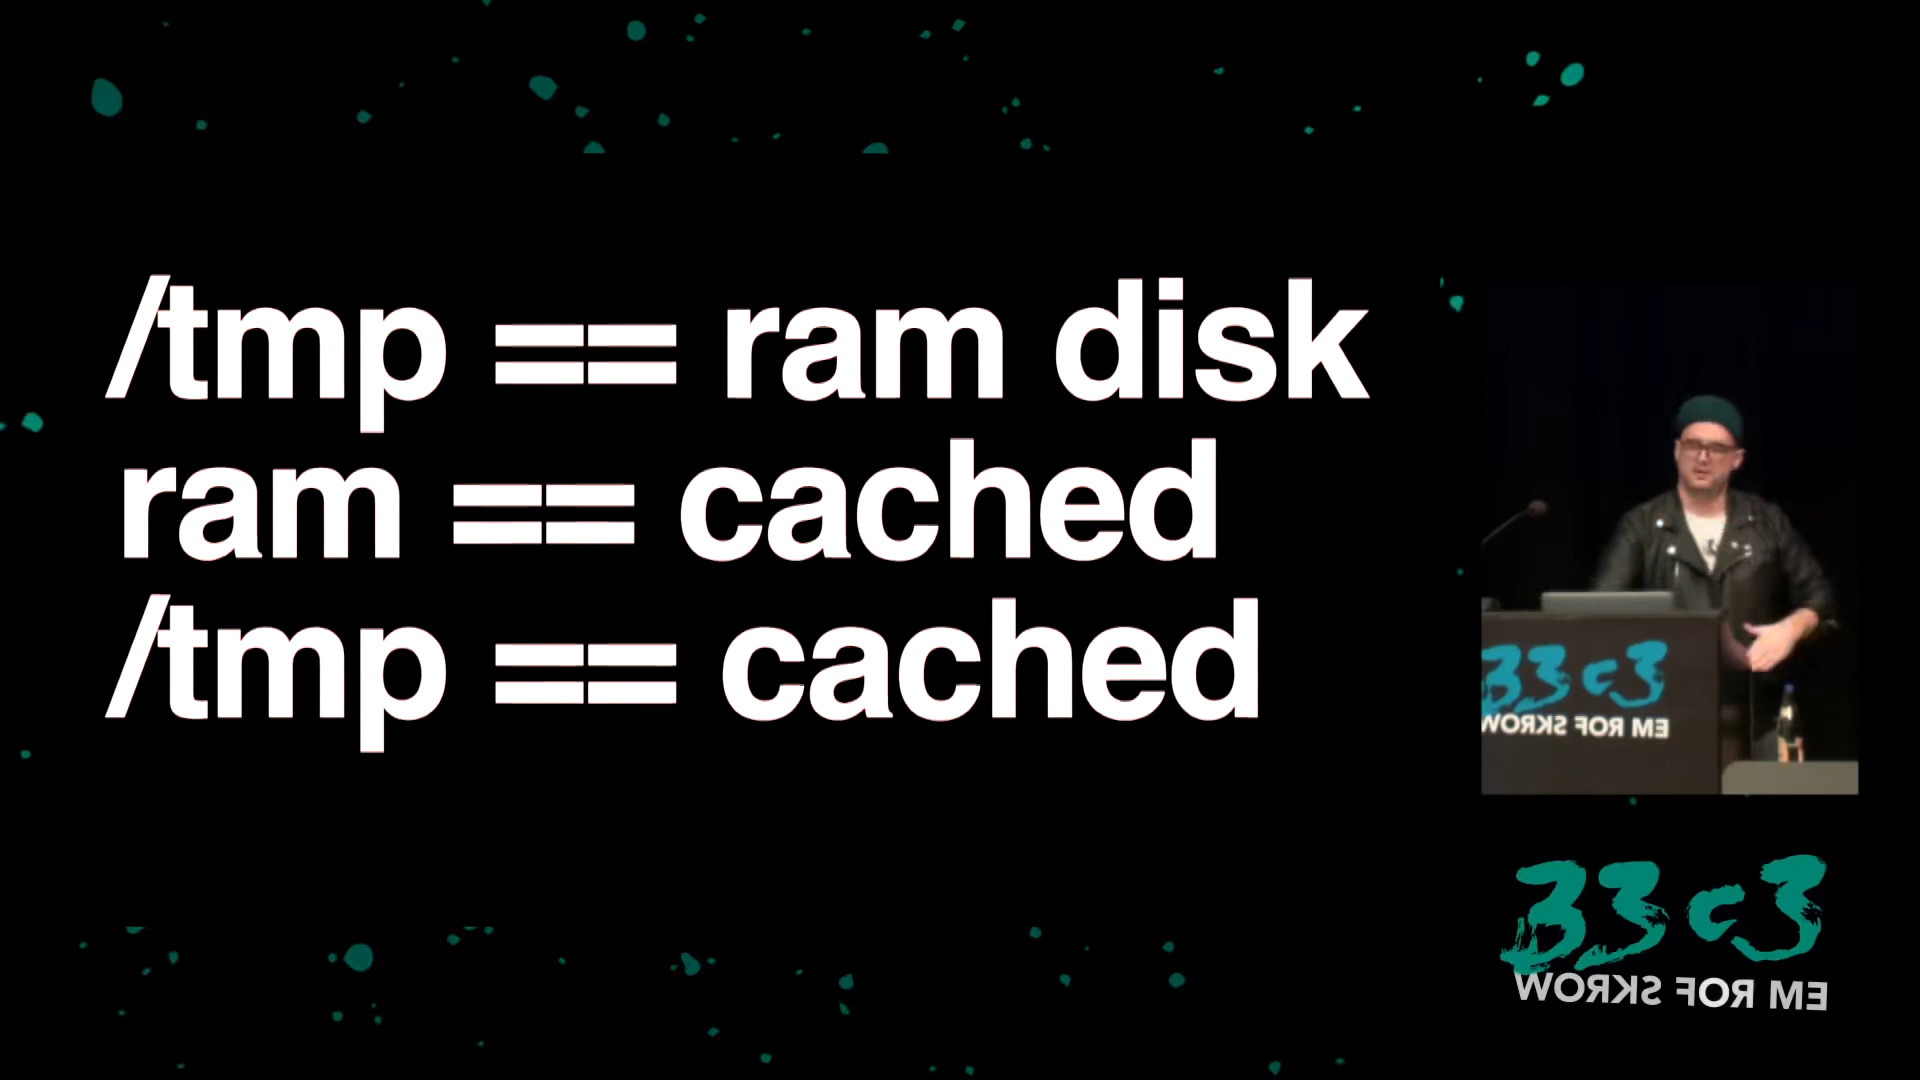 /tmp == ram disk
ram == cached
/tmp == cached
33c3
WORKS FOR ME
33c3
WORKS FOR ME